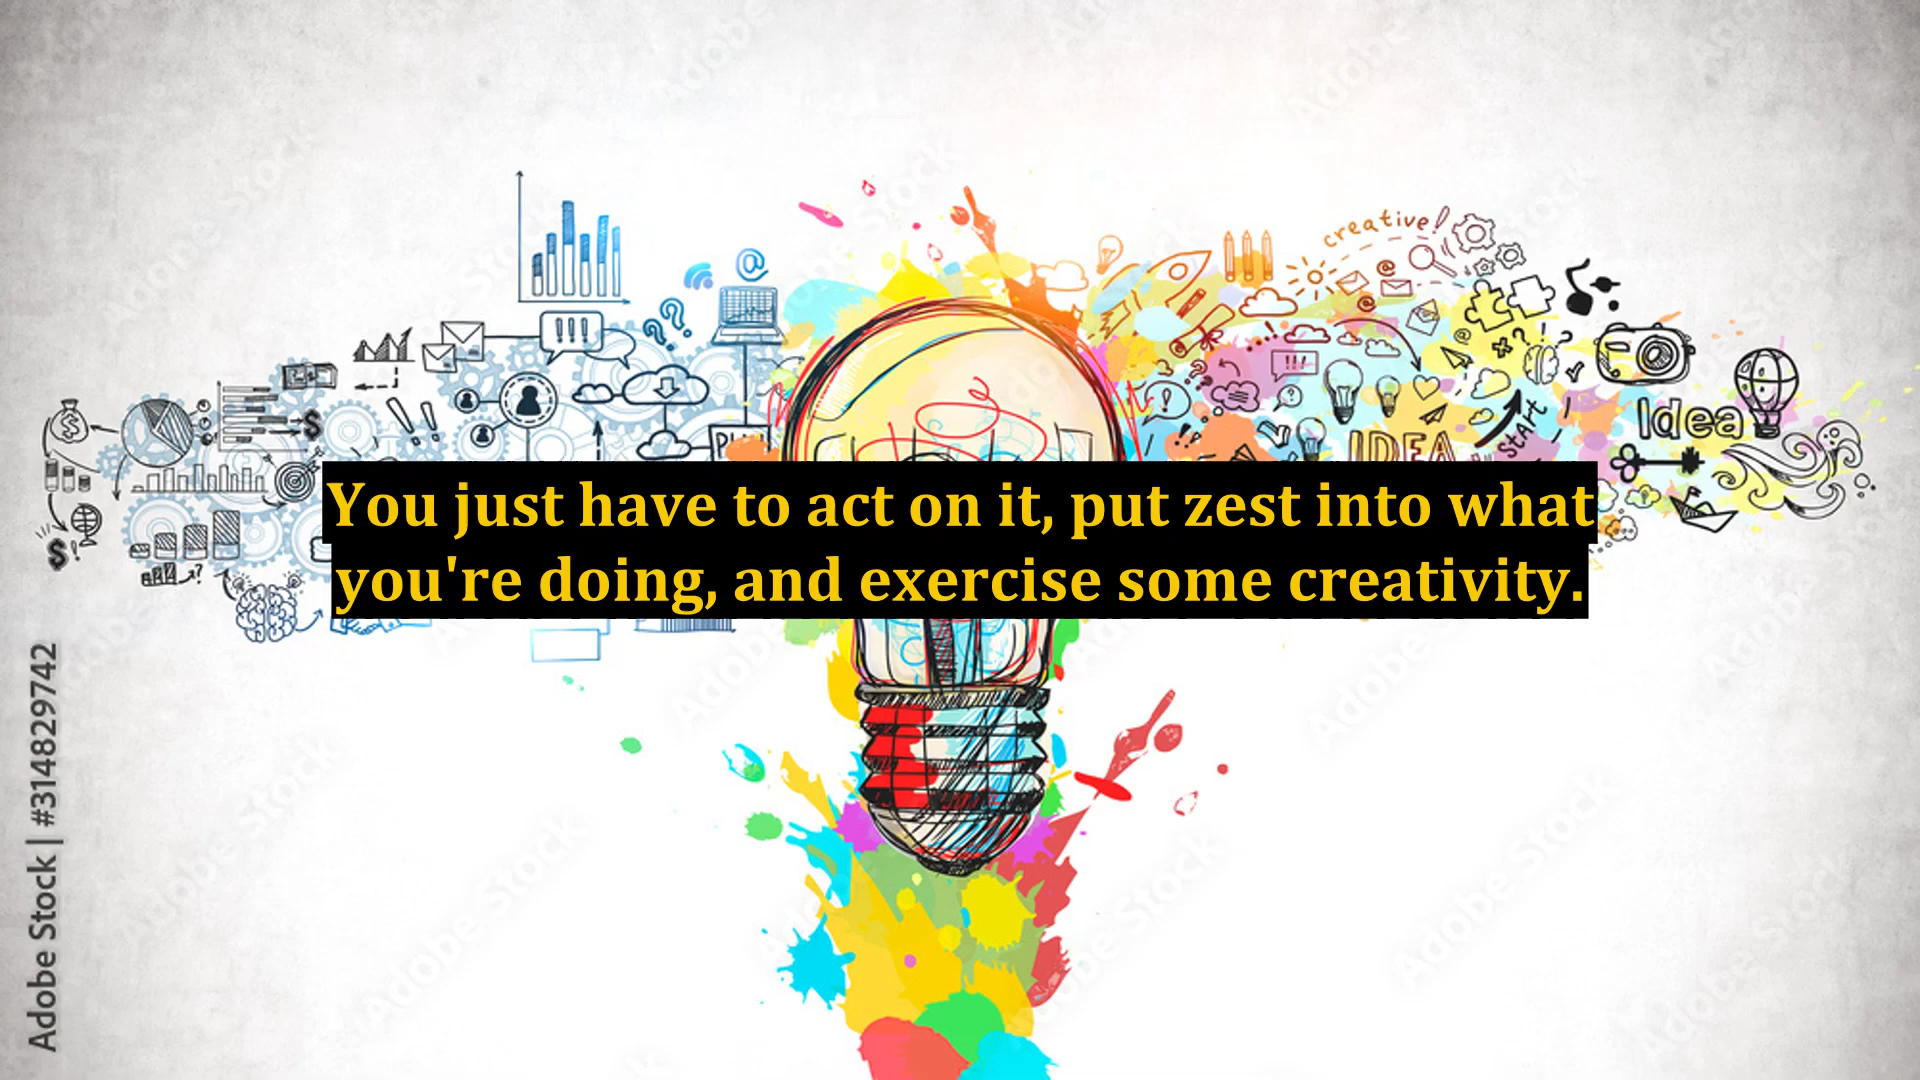 creative!
@
@
@
!!!
!!!
Idea
IDEA
start
You just have to act on it, put zest into what
you're doing, and exercise some creativity.
Adobe Stock | #314829742